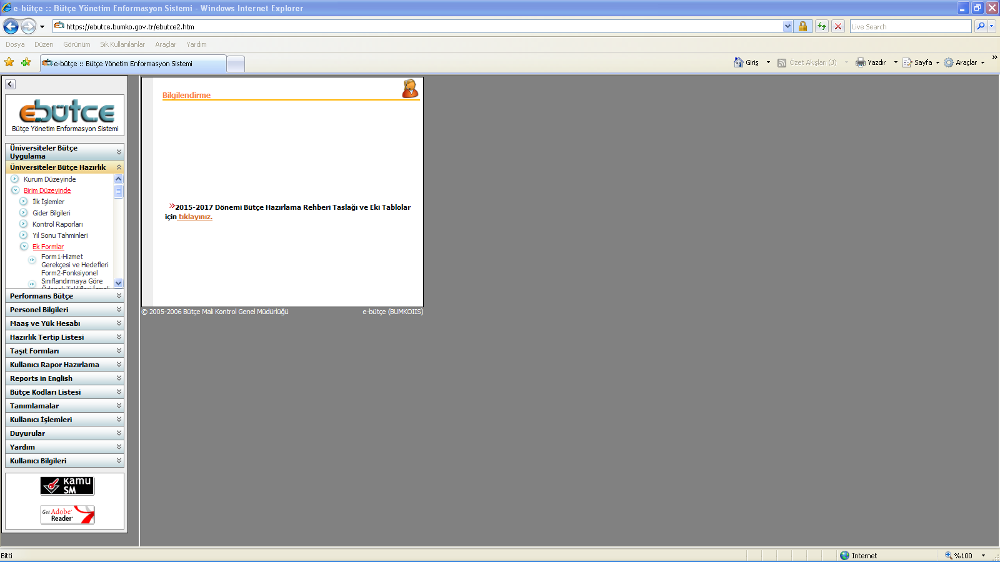 e-bütçe :: Bütçe Yönetim Enformasyon Sistemi - Windows Internet Explorer
https://ebutce.bumko.gov.tr/ebutce2.htm
Live Search
Dosya Düzen Görünüm Sık Kullanılanlar Araçlar Yardım
e-bütçe :: Bütçe Yönetim Enformasyon Sistemi
Giriş Özet Akışları (J) Yazdır Sayfa Araçlar
ebütçe
Bütçe Yönetim Enformasyon Sistemi
Üniversiteler Bütçe
Uygulama
Üniversiteler Bütçe Hazırlık
Kurum Düzeyinde
Birim Düzeyinde
İlk İşlemler
Gider Bilgileri
Kontrol Raporları
Yıl Sonu Tahminleri
Ek Formlar
Form1-Hizmet
Gerekçesi ve Hedefleri
Form2-Fonksiyonel
Sınıflandırmaya Göre
Ödenek Teklifleri İcmali
Performans Bütçe
Personel Bilgileri
Maaş ve Yük Hesabı
Hazırlık Tertip Listesi
Taşıt Formları
Kullanıcı Rapor Hazırlama
Reports in English
Bütçe Kodları Listesi
Tanımlamalar
Kullanıcı İşlemleri
Duyurular
Yardım
Kullanıcı Bilgileri
kamu
SM
Get Adobe
Reader
Bilgilendirme
2015-2017 Dönemi Bütçe Hazırlama Rehberi Taslağı ve Eki Tablolar
için tıklayınız.
© 2005-2006 Bütçe Mali Kontrol Genel Müdürlüğü e-bütçe (BUMKOIIS)
Bitti Internet %100